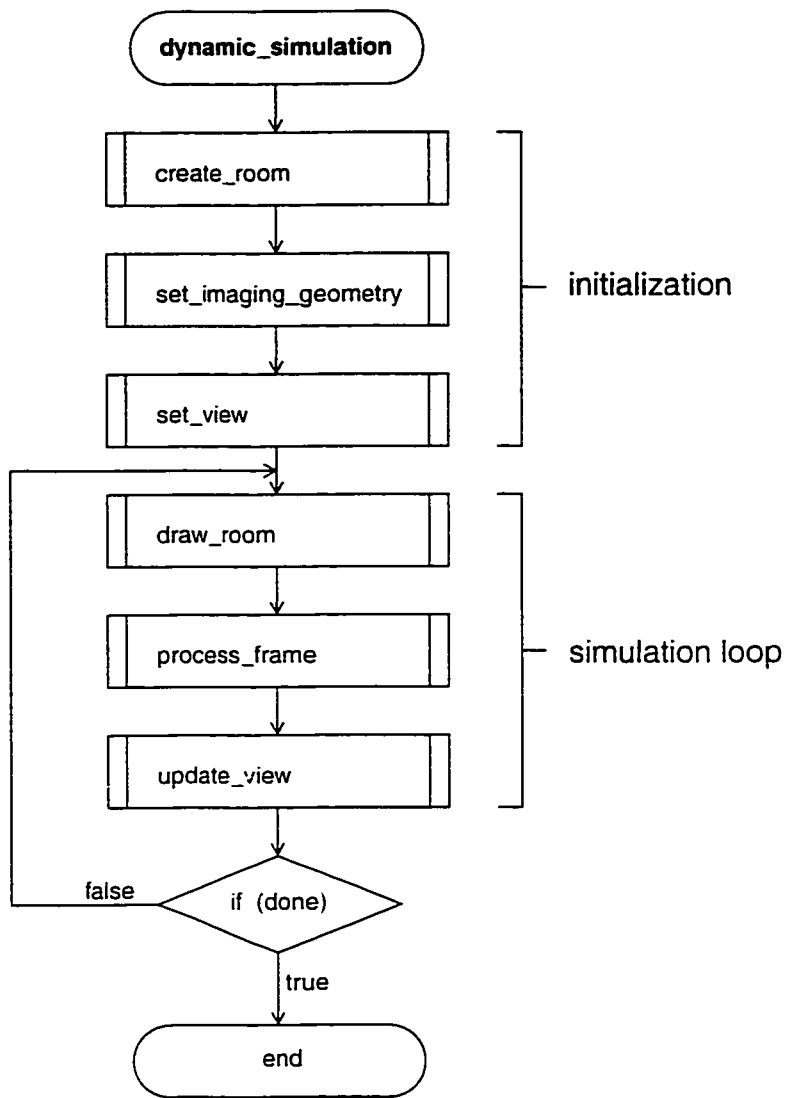 dynamic_simulation
create_room
set_imaging_geometry
initialization
set_view
draw_room
process_frame
simulation loop
update_view
false
if (done)
true
end